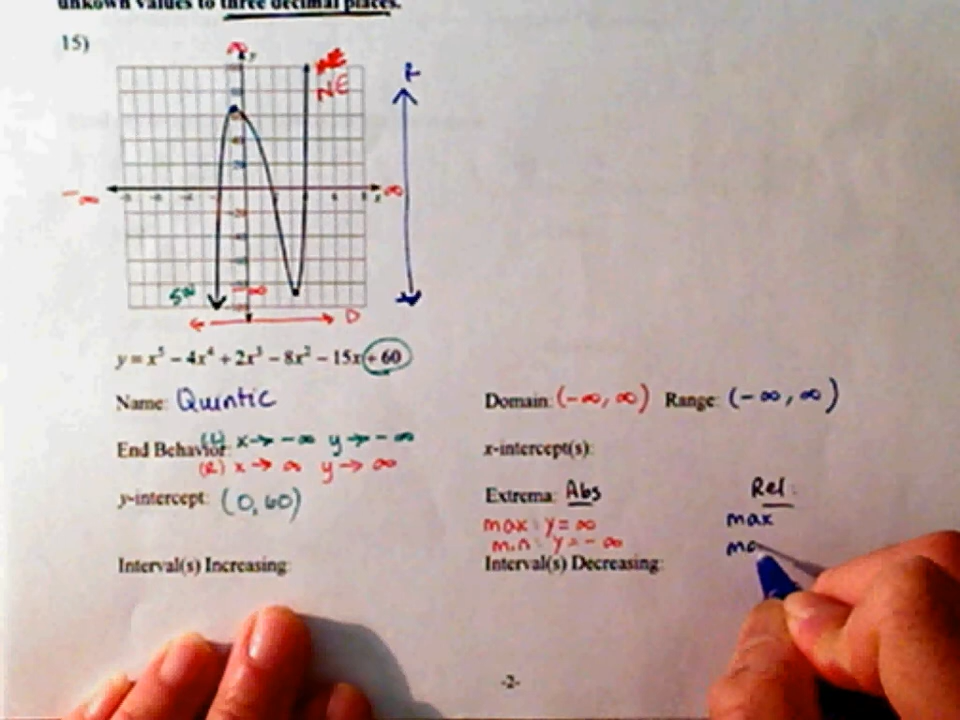 unkown values to three decimal places.
15)
∞ y
NE
R
-∞
x ∞
SW
-∞
D
y = x⁵ − 4x⁴ + 2x³ − 8x² − 15x + 60
Name: Quintic
Domain: (-∞, ∞) Range: (-∞, ∞)
End Behavior: (L) x → -∞ y → -∞
(R) x → ∞ y → ∞
x-intercept(s):
y-intercept: (0, 60)
Extrema: Abs Rel:
max: y = ∞ max
min: y = -∞
Interval(s) Increasing:
Interval(s) Decreasing:
-2-